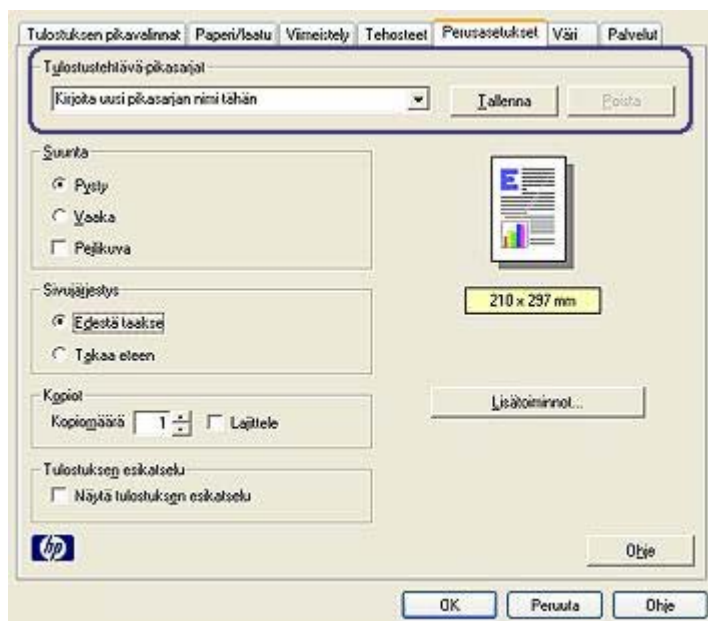 Tulostuksen pikavalinnat Paperi/laatu Viimeistely Tehosteet Perusasetukset Väri Palvelut
Tulostustehtävä-pikasarjat
Kirjoita uusi pikasarjan nimi tähän Tallenna Poista
Suunta
Pysty
Vaaka
Peilikuva
E
210 x 297 mm
Sivujärjestys
Edestä taakse
Takaa eteen
Kopiot
Kopiomäärä 1 Lajittele
Lisätoiminnot...
Tulostuksen esikatselu
Näytä tulostuksen esikatselu
hp Ohje
OK Peruuta Ohje